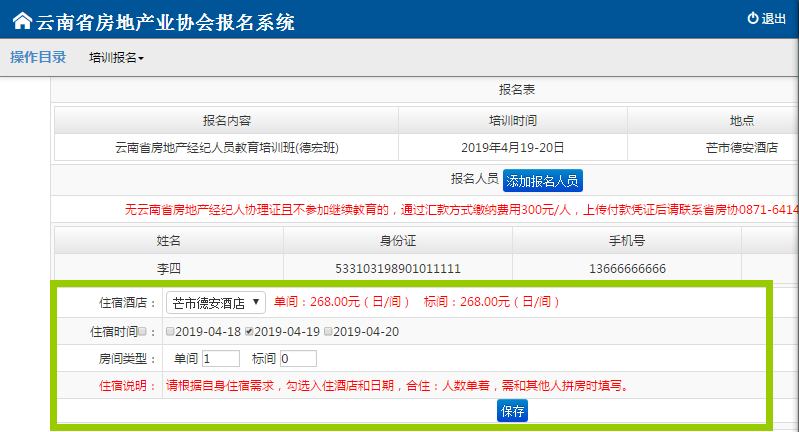 云南省房地产业协会报名系统 退出
操作目录 培训报名
报名表
报名内容 培训时间 地点
云南省房地产经纪人员教育培训班(德宏班) 2019年4月19-20日 芒市德安酒店
报名人员 添加报名人员
无云南省房地产经纪人协理证且不参加继续教育的，通过汇款方式缴纳费用300元/人，上传付款凭证后请联系省房协0871-6414
姓名 身份证 手机号
李四 533103198901011111 13666666666
住宿酒店： 芒市德安酒店 单间：268.00元（日/间） 标间：268.00元（日/间）
住宿时间： 2019-04-18 2019-04-19 2019-04-20
房间类型： 单间 1 标间 0
住宿说明： 请根据自身住宿需求，勾选入住酒店和日期，合住：人数单着，需和其他人拼房时填写。
保存